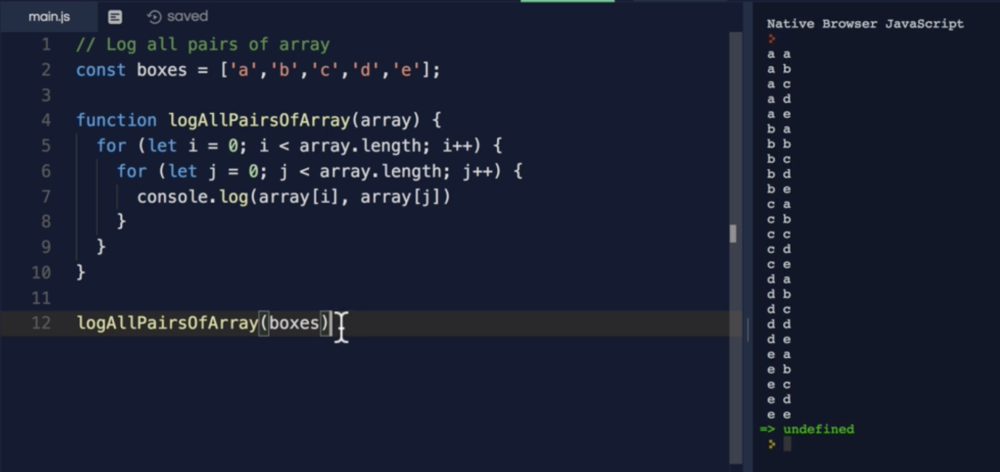 main.js saved
1 // Log all pairs of array
2 const boxes = ['a','b','c','d','e'];
3
4 function logAllPairsOfArray(array) {
5 for (let i = 0; i < array.length; i++) {
6 for (let j = 0; j < array.length; j++) {
7 console.log(array[i], array[j])
8 }
9 }
10 }
11
12 logAllPairsOfArray(boxes)
Native Browser JavaScript
a a
a b
a c
a d
a e
b a
b b
b c
b d
b e
c a
c b
c c
c d
c e
d a
d b
d c
d d
d e
e a
e b
e c
e d
e e
=> undefined